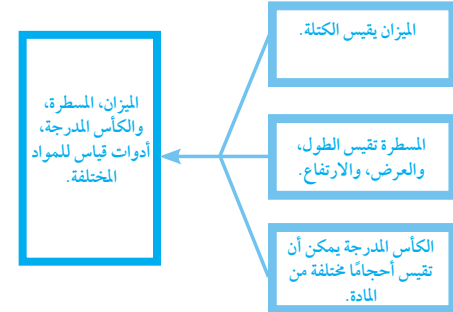 الميزان يقيس الكتلة.
المسطرة تقيس الطول،
والعرض، والارتفاع.
الكأس المدرجة يمكن أن
تقيس أحجامًا مختلفة من
المادة.
الميزان، المسطرة،
والكأس المدرجة،
أدوات قياس للمواد
المختلفة.